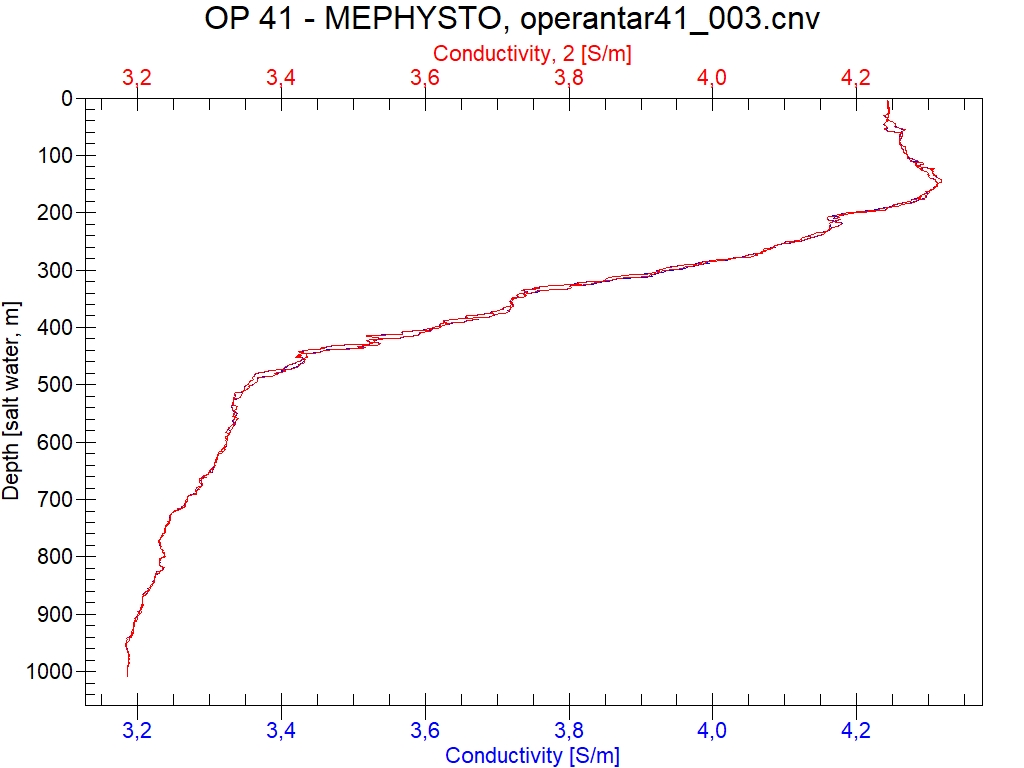 OP 41 - MEPHYSTO, operantar41_003.cnv
Conductivity, 2 [S/m]
3,2 3,4 3,6 3,8 4,0 4,2
0
100
200
300
400
500
600
700
800
900
1000
Depth [salt water, m]
3,2 3,4 3,6 3,8 4,0 4,2
Conductivity [S/m]